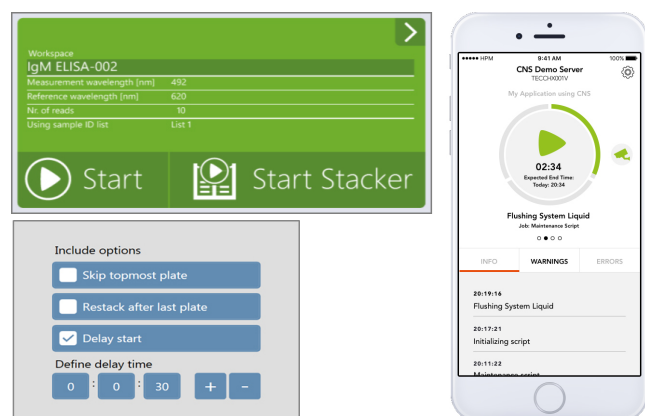 Workspace
IgM ELISA-002
Measurement wavelength [nm] 492
Reference wavelength [nm] 620
Nr. of reads 10
Using sample ID list List 1
Start
Start Stacker
Include options
Skip topmost plate
Restack after last plate
Delay start
Define delay time
0 : 0 : 30 + -
HPM 9:41 AM 100%
CNS Demo Server
TECCHX001V
My Application using CNS
02:34
Expected End Time:
Today: 20:34
Flushing System Liquid
Job: Maintenance Script
INFO WARNINGS ERRORS
20:19:16
Flushing System Liquid
20:17:21
Initializing script
20:11:22
Maintenance script